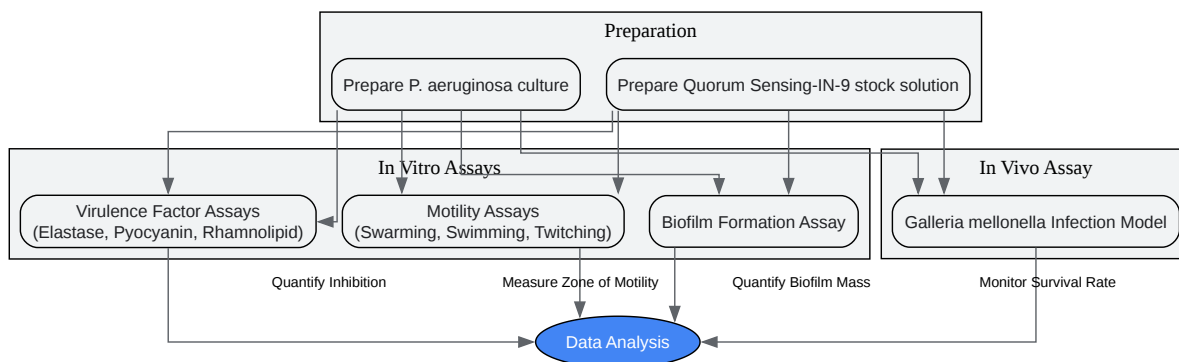 Preparation
Prepare P. aeruginosa culture
Prepare Quorum Sensing-IN-9 stock solution
In Vitro Assays
In Vivo Assay
Virulence Factor Assays
(Elastase, Pyocyanin, Rhamnolipid)
Motility Assays
(Swarming, Swimming, Twitching)
Biofilm Formation Assay
Galleria mellonella Infection Model
Quantify Inhibition
Measure Zone of Motility
Quantify Biofilm Mass
Monitor Survival Rate
Data Analysis